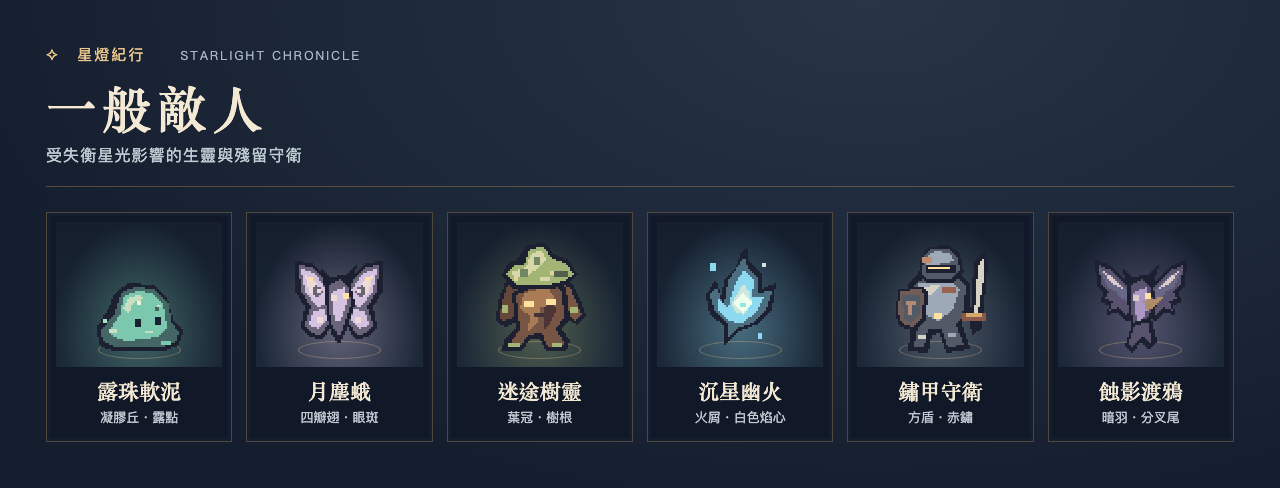 ✧ 星燈紀行 STARLIGHT CHRONICLE
一般敵人
受失衡星光影響的生靈與殘留守衛
露珠軟泥
凝膠丘·露點
月塵蛾
四瓣翅·眼斑
迷途樹靈
葉冠·樹根
沉星幽火
火屑·白色焰心
鏽甲守衛
方盾·赤鏽
蝕影渡鴉
暗羽·分叉尾